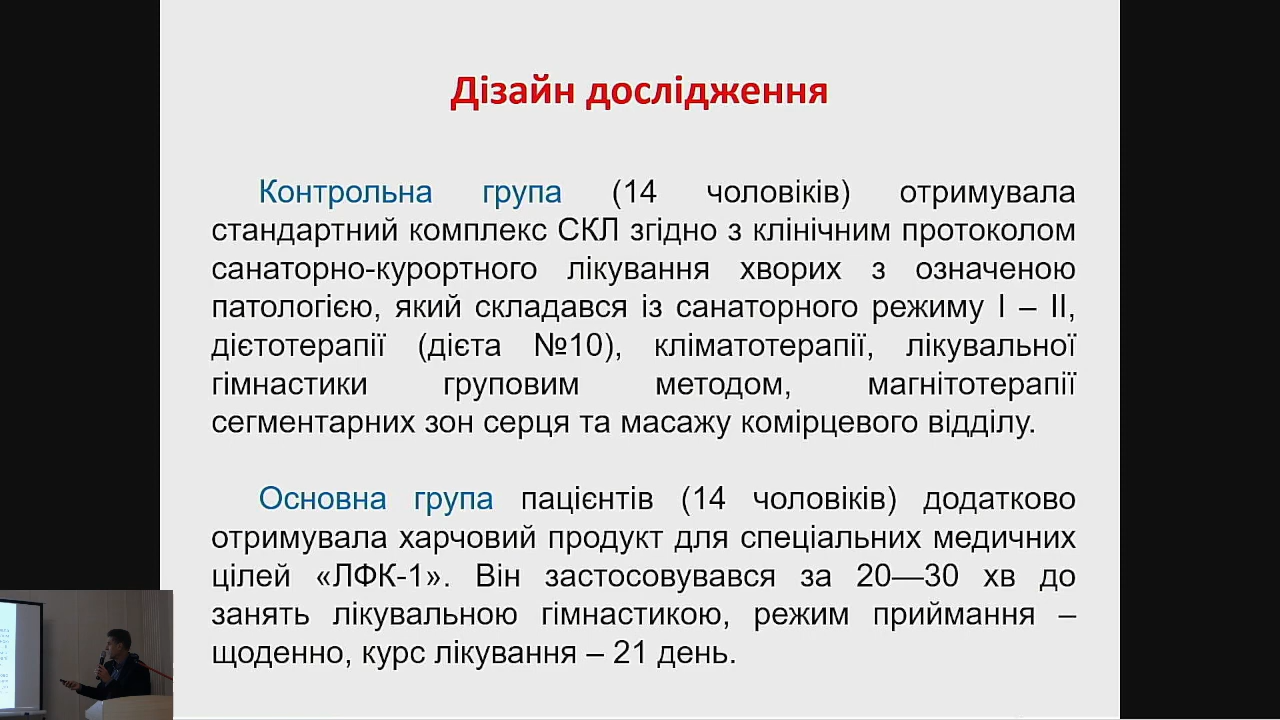 Дізайн дослідження
Контрольна група (14 чоловіків) отримувала
стандартний комплекс СКЛ згідно з клінічним протоколом
санаторно-курортного лікування хворих з означеною
патологією, який складався із санаторного режиму І – ІІ,
дієтотерапії (дієта №10), кліматотерапії, лікувальної
гімнастики груповим методом, магнітотерапії
сегментарних зон серця та масажу комірцевого відділу.
Основна група пацієнтів (14 чоловіків) додатково
отримувала харчовий продукт для спеціальних медичних
цілей «ЛФК-1». Він застосовувався за 20—30 хв до
занять лікувальною гімнастикою, режим приймання –
щоденно, курс лікування – 21 день.